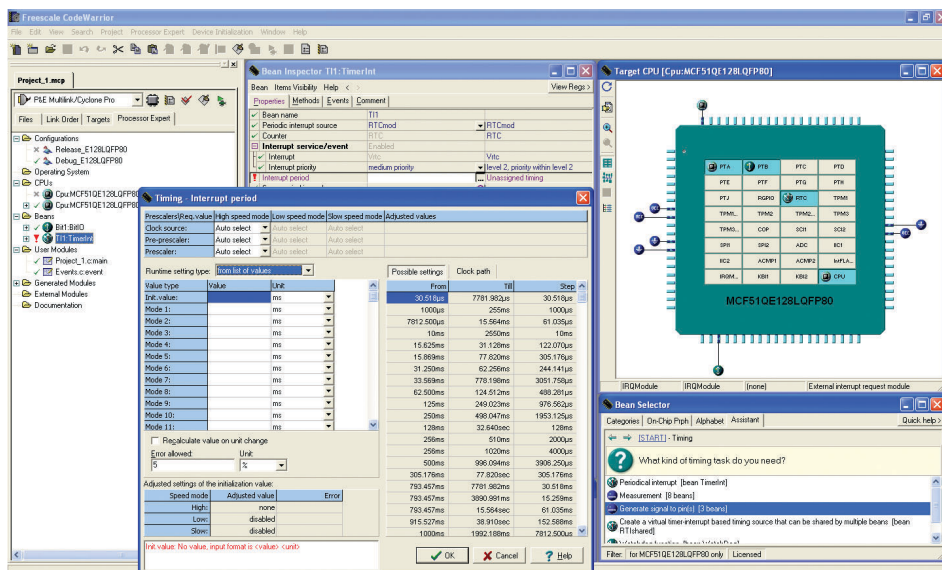 Freescale CodeWarrior
File Edit View Search Project Processor Expert Device Initialization Window Help
Project_1.mcp
P&E Multilink/Cyclone Pro
Files Link Order Targets Processor Expert
Configurations
Release_E128LQFP80
Debug_E128LQFP80
Operating System
CPUs
Cpu:MCF51QE128LQFP80
Cpu:MCF51QE128LQFP80
Beans
Bit1:BitIO
TI1:TimerInt
User Modules
Project_1.c:main
Events.c:event
Generated Modules
External Modules
Documentation
Bean Inspector TI1:TimerInt
Bean Items Visibility Help < > View Regs >
Properties Methods Events Comment
Bean name TI1
Periodic interrupt source RTCmod RTCmod
Counter RTC RTC
Interrupt service/event Enabled
Interrupt Vrtc Vrtc
Interrupt priority medium priority level 2, priority within level 2
Interrupt period ... Unassigned timing
Timing - Interrupt period
Prescalers\Req.value High speed mode Low speed mode Slow speed mode Adjusted values
Clock source: Auto select Auto select Auto select
Pre-prescaler: Auto select Auto select Auto select
Prescaler: Auto select Auto select Auto select
Runtime setting type: from list of values
Value type Value Unit
Init.value: ms
Mode 1: ms
Mode 2: ms
Mode 3: ms
Mode 4: ms
Mode 5: ms
Mode 6: ms
Mode 7: ms
Mode 8: ms
Mode 9: ms
Mode 10: ms
Mode 11: ms
Recalculate value on unit change
Error allowed: Unit:
5 %
Adjusted settings of the initialization value:
Speed mode Adjusted value Error
High: none
Low: disabled
Slow: disabled
Init value: No value, input format is <value> <unit>
Possible settings Clock path
From Till Step
30.518µs 7781.982µs 30.518µs
1000µs 255ms 1000µs
7812.500µs 15.564ms 61.035µs
10ms 2550ms 10ms
15.625ms 31.128ms 122.070µs
15.869ms 77.820ms 305.176µs
31.250ms 62.256ms 244.141µs
33.569ms 778.198ms 3051.758µs
62.500ms 124.512ms 488.281µs
125ms 249.023ms 976.562µs
250ms 498.047ms 1953.125µs
128ms 32.640sec 128ms
256ms 510ms 2000µs
256ms 1020ms 4000µs
500ms 996.094ms 3906.250µs
305.176ms 77.820sec 305.176ms
793.457ms 7781.982ms 30.518ms
793.457ms 3890.991ms 15.259ms
793.457ms 15.564sec 61.035ms
915.527ms 38.910sec 152.588ms
1000ms 1992.188ms 7812.500µs
OK Cancel Help
Target CPU [Cpu:MCF51QE128LQFP80]
PTA PTB PTC PTD
PTE PTF PTG PTH
PTJ RGPIO RTC TPM1
TPM1... TPM2 TPM2... TPM3
TPM3... COP SCI1 SCI2
SPI1 SPI2 ADC IIC1
IIC2 ACMP1 ACMP2 IntFLA...
IRQM... KBI1 KBI2 CPU
MCF51QE128LQFP80
IRQModule IRQModule (none) External interrupt request module
Bean Selector
Categories On-Chip Prph Alphabet Assistant Quick help >
[START] - Timing
What kind of timing task do you need?
Periodical interrupt [bean TimerInt]
Measurement [8 beans]
Generate signal to pin(s) [3 beans]
Create a virtual timer-interrupt based timing source that can be shared by multiple beans [bean RTIshared]
Filter: for MCF51QE128LQFP80 only Licensed